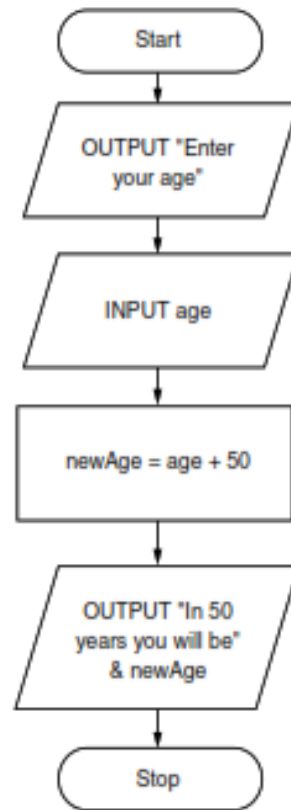 Start
OUTPUT "Enter
your age"
INPUT age
newAge = age + 50
OUTPUT "In 50
years you will be"
& newAge
Stop